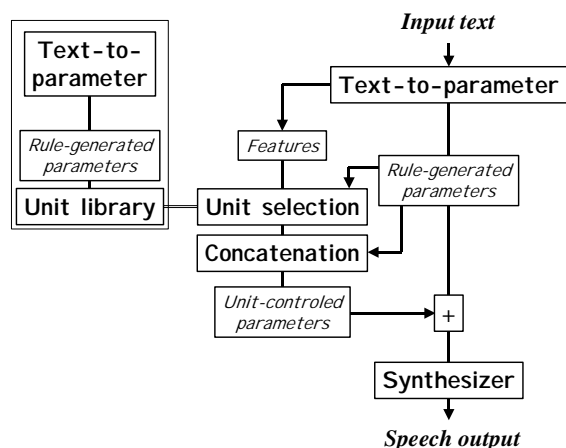 Input text
Text-to-
parameter
Text-to-parameter
Rule-generated
parameters
Features
Rule-generated
parameters
Unit library
Unit selection
Concatenation
Unit-controled
parameters
+
Synthesizer
Speech output